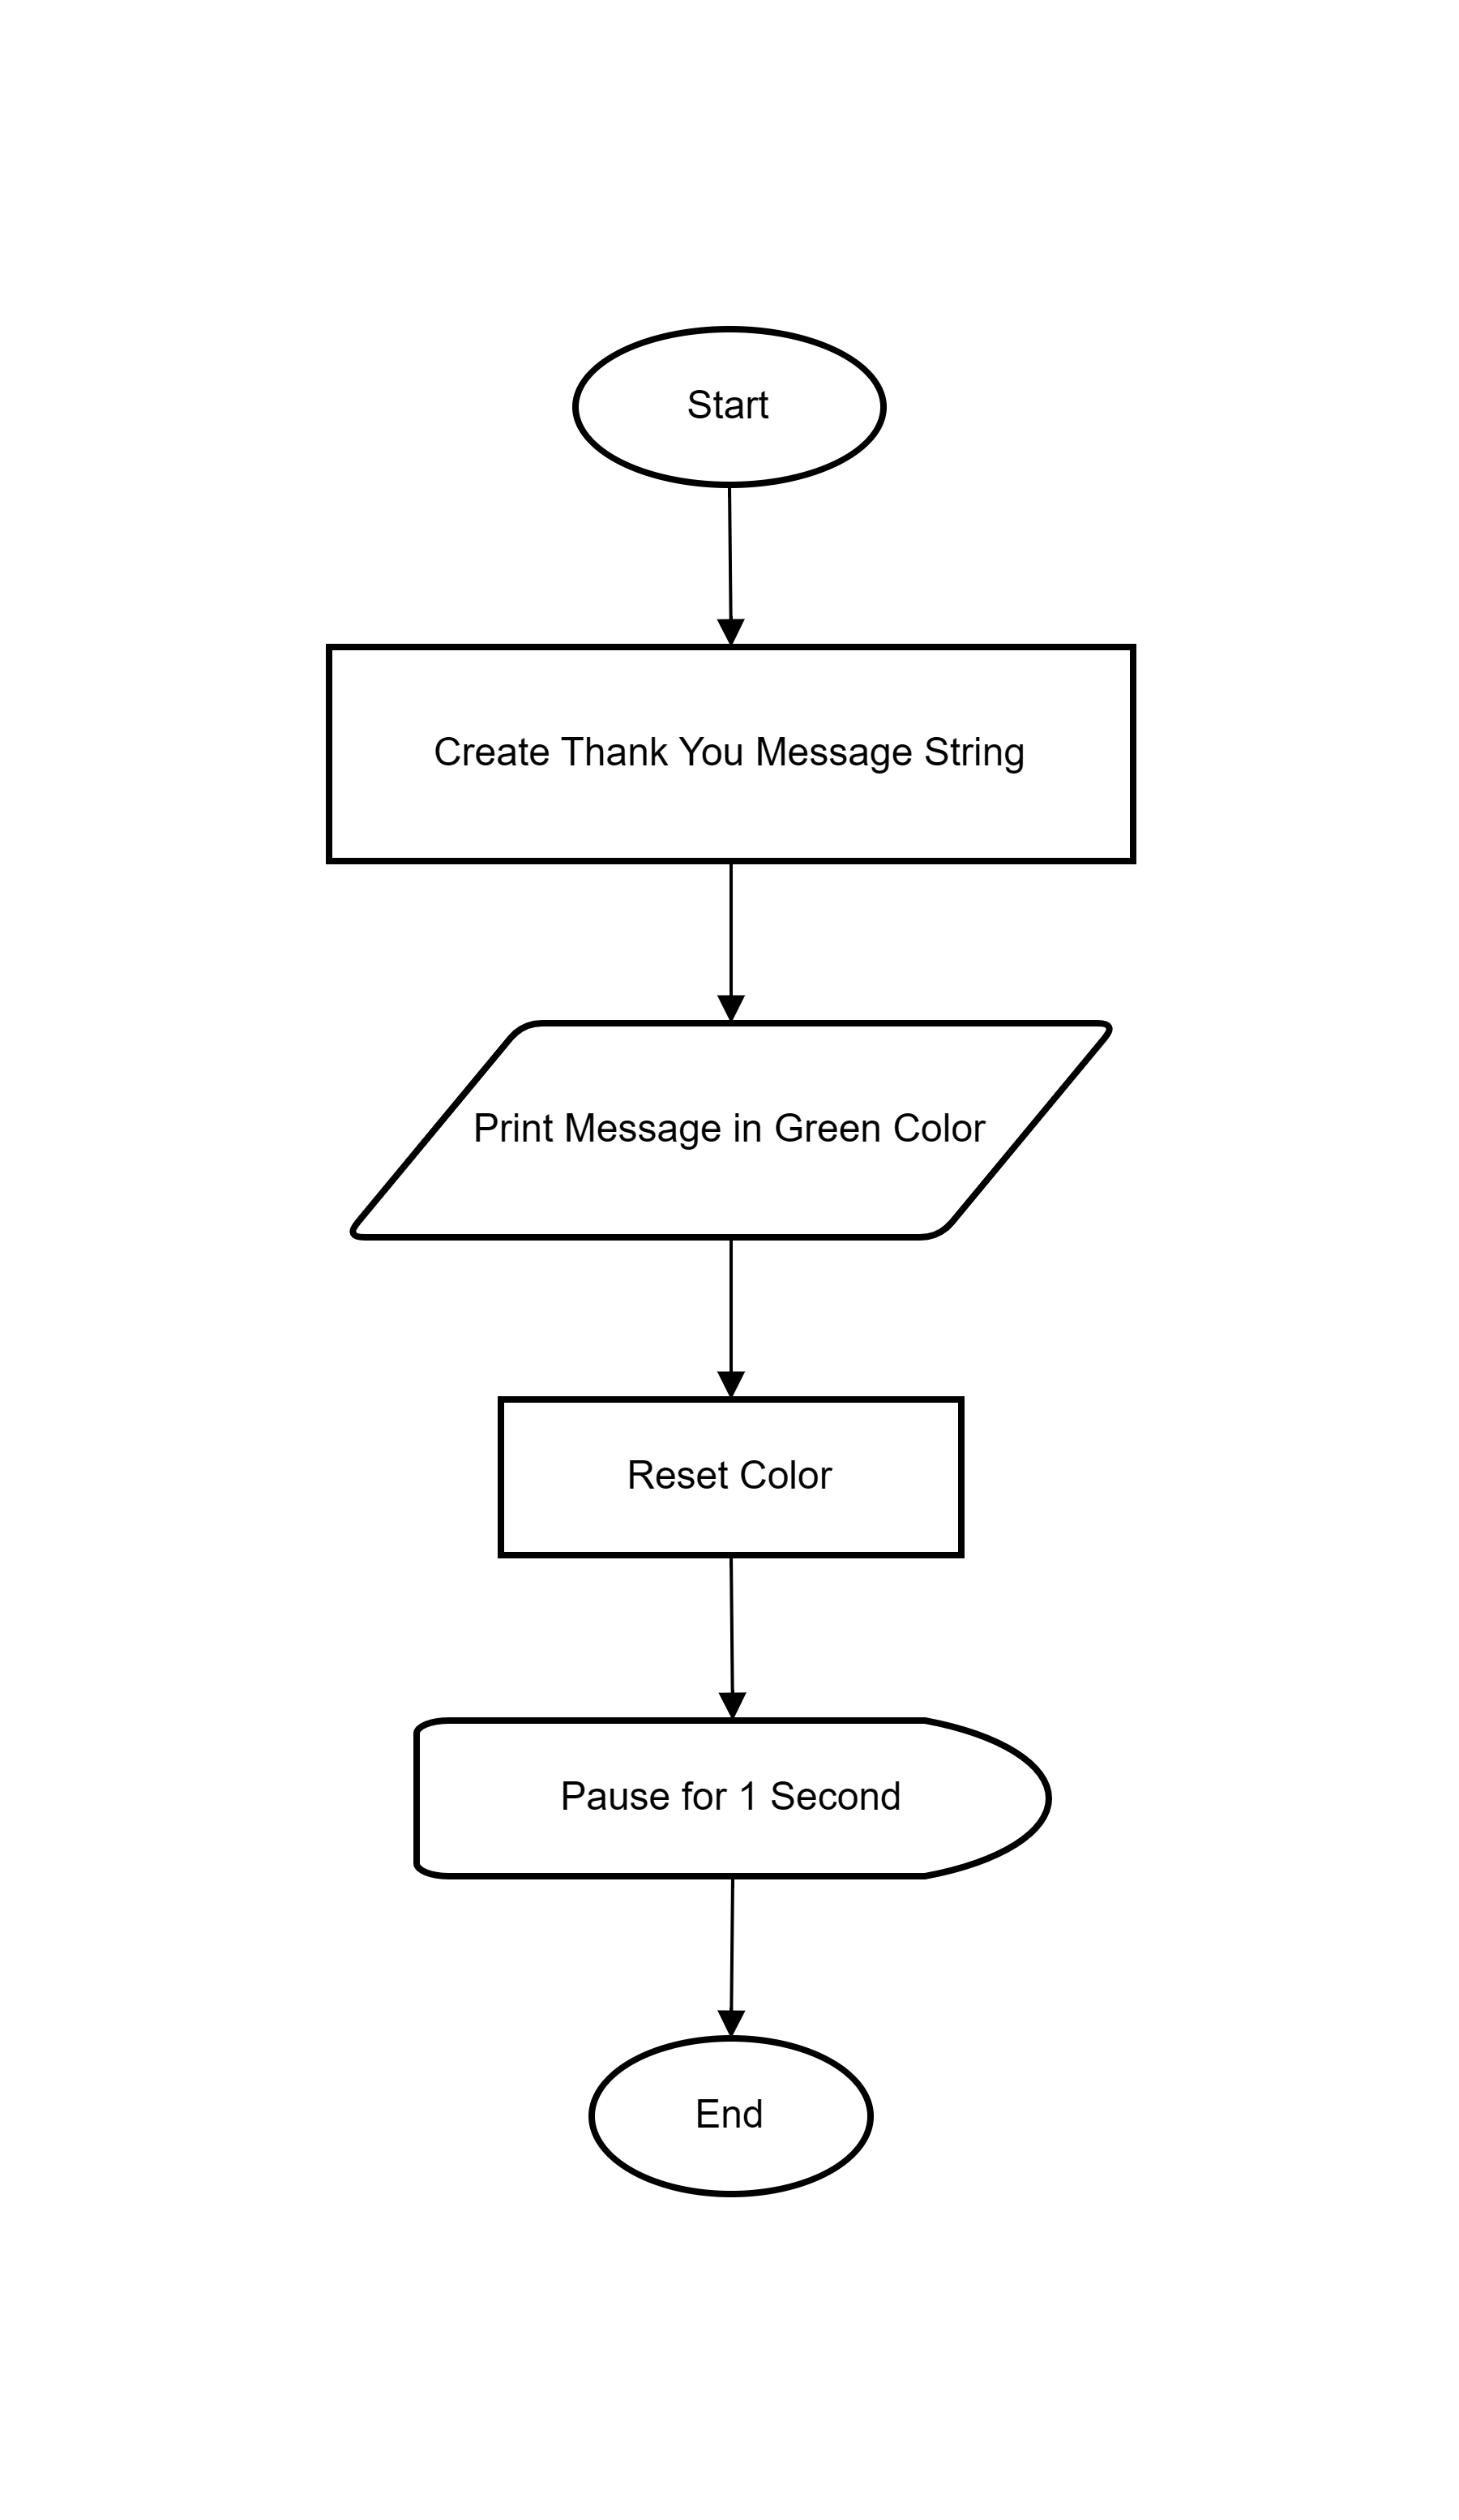 Start
Create Thank You Message String
Print Message in Green Color
Reset Color
Pause for 1 Second
End